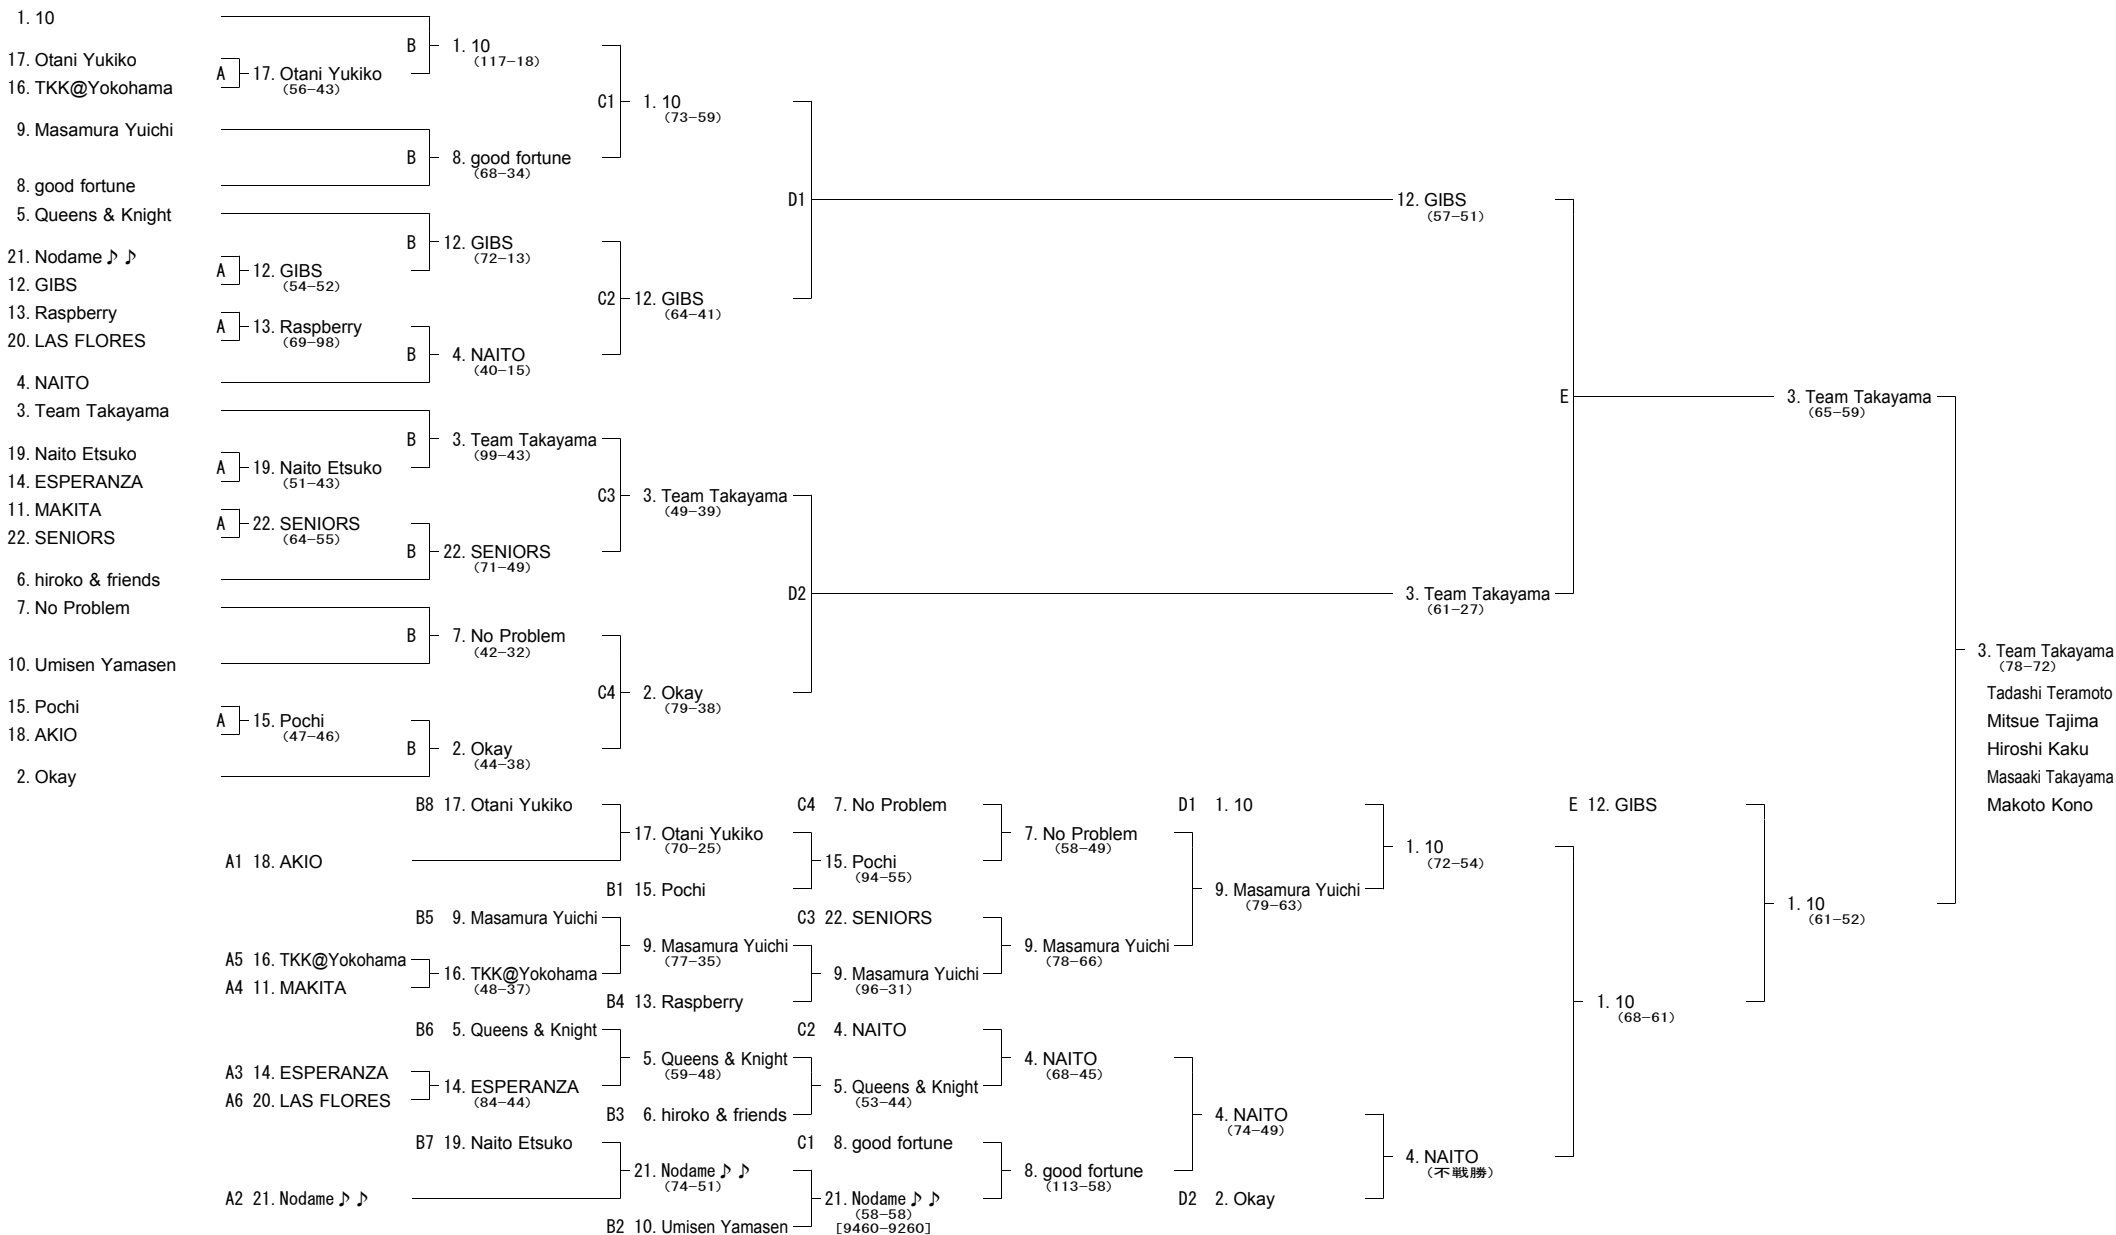 1. 10
B 1. 10
(117-18)
17. Otani Yukiko
A 17. Otani Yukiko
(56-43)
16. TKK@Yokohama
C1 1. 10
(73-59)
9. Masamura Yuichi
B 8. good fortune
(68-34)
8. good fortune
D1 12. GIBS
(57-51)
5. Queens & Knight
B 12. GIBS
(72-13)
21. Nodame♪♪
A 12. GIBS
(54-52)
12. GIBS
C2 12. GIBS
(64-41)
13. Raspberry
A 13. Raspberry
(69-98)
20. LAS FLORES
B 4. NAITO
(40-15)
4. NAITO
E 3. Team Takayama
(65-59)
3. Team Takayama
B 3. Team Takayama
(99-43)
19. Naito Etsuko
A 19. Naito Etsuko
(51-43)
14. ESPERANZA
C3 3. Team Takayama
(49-39)
11. MAKITA
A 22. SENIORS
(64-55)
22. SENIORS
B 22. SENIORS
(71-49)
6. hiroko & friends
D2 3. Team Takayama
(61-27)
7. No Problem
B 7. No Problem
(42-32)
10. Umisen Yamasen
3. Team Takayama
(78-72)
Tadashi Teramoto
Mitsue Tajima
Hiroshi Kaku
Masaaki Takayama
Makoto Kono
C4 2. Okay
(79-38)
15. Pochi
A 15. Pochi
(47-46)
18. AKIO
B 2. Okay
(44-38)
2. Okay
B8 17. Otani Yukiko
C4 7. No Problem
D1 1. 10
E 12. GIBS
17. Otani Yukiko
(70-25)
7. No Problem
(58-49)
1. 10
(72-54)
A1 18. AKIO
15. Pochi
(94-55)
B1 15. Pochi
9. Masamura Yuichi
(79-63)
1. 10
(61-52)
B5 9. Masamura Yuichi
C3 22. SENIORS
9. Masamura Yuichi
(77-35)
9. Masamura Yuichi
(78-66)
A5 16. TKK@Yokohama
16. TKK@Yokohama
(48-37)
9. Masamura Yuichi
(96-31)
A4 11. MAKITA
B4 13. Raspberry
1. 10
(68-61)
B6 5. Queens & Knight
C2 4. NAITO
5. Queens & Knight
(59-48)
4. NAITO
(68-45)
A3 14. ESPERANZA
14. ESPERANZA
(84-44)
5. Queens & Knight
(53-44)
A6 20. LAS FLORES
B3 6. hiroko & friends
4. NAITO
(74-49)
B7 19. Naito Etsuko
C1 8. good fortune
4. NAITO
(不戦勝)
21. Nodame♪♪
(74-51)
8. good fortune
(113-58)
A2 21. Nodame♪♪
21. Nodame♪♪
(58-58)
[9460-9260]
D2 2. Okay
B2 10. Umisen Yamasen